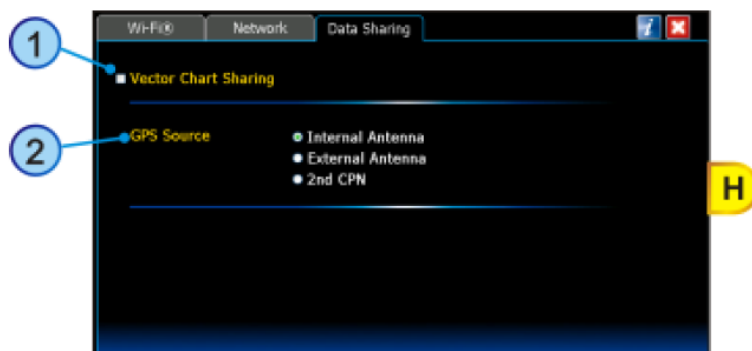 Wi-Fi® Network Data Sharing i
1
Vector Chart Sharing
2
GPS Source Internal Antenna
External Antenna
2nd CPN
H